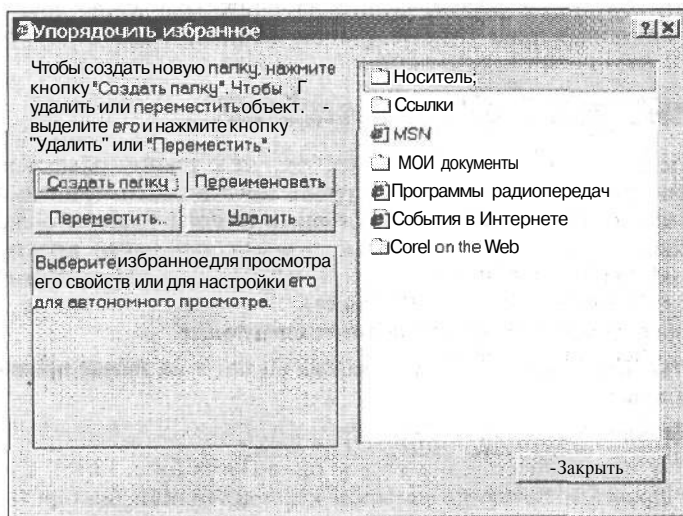 Упорядочить избранное
Чтобы создать новую папку, нажмите
кнопку "Создать папку". Чтобы Г
удалить или переместить объект. -
выделите его и нажмите кнопку
"Удалить" или "Переместить".
Создать папку
Переименовать
Переместить..
Удалить
Выберите избранное для просмотра
его свойств или для настройки его
для автономного просмотра.
Носитель;
Ссылки
MSN
МОИ документы
Программы радиопередач
События в Интернете
Corel on the Web
-Закрыть